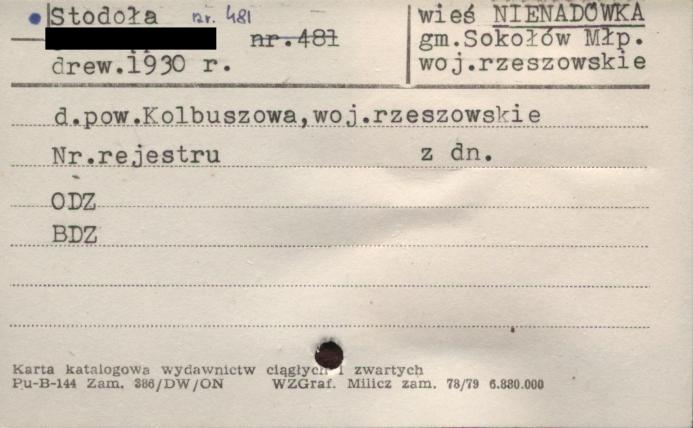 Stodoła nr. 481
nr.481
drew.1930 r.
wieś NIENADÓWKA
gm.Sokołów Młp.
woj.rzeszowskie
d.pow.Kolbuszowa,woj.rzeszowskie
Nr.rejestru z dn.
ODZ
BDZ
Karta katalogowa wydawnictw ciągłych i zwartych
Pu-B-144 Zam. 386/DW/ON WZGraf. Milicz zam. 78/79 6.880.000